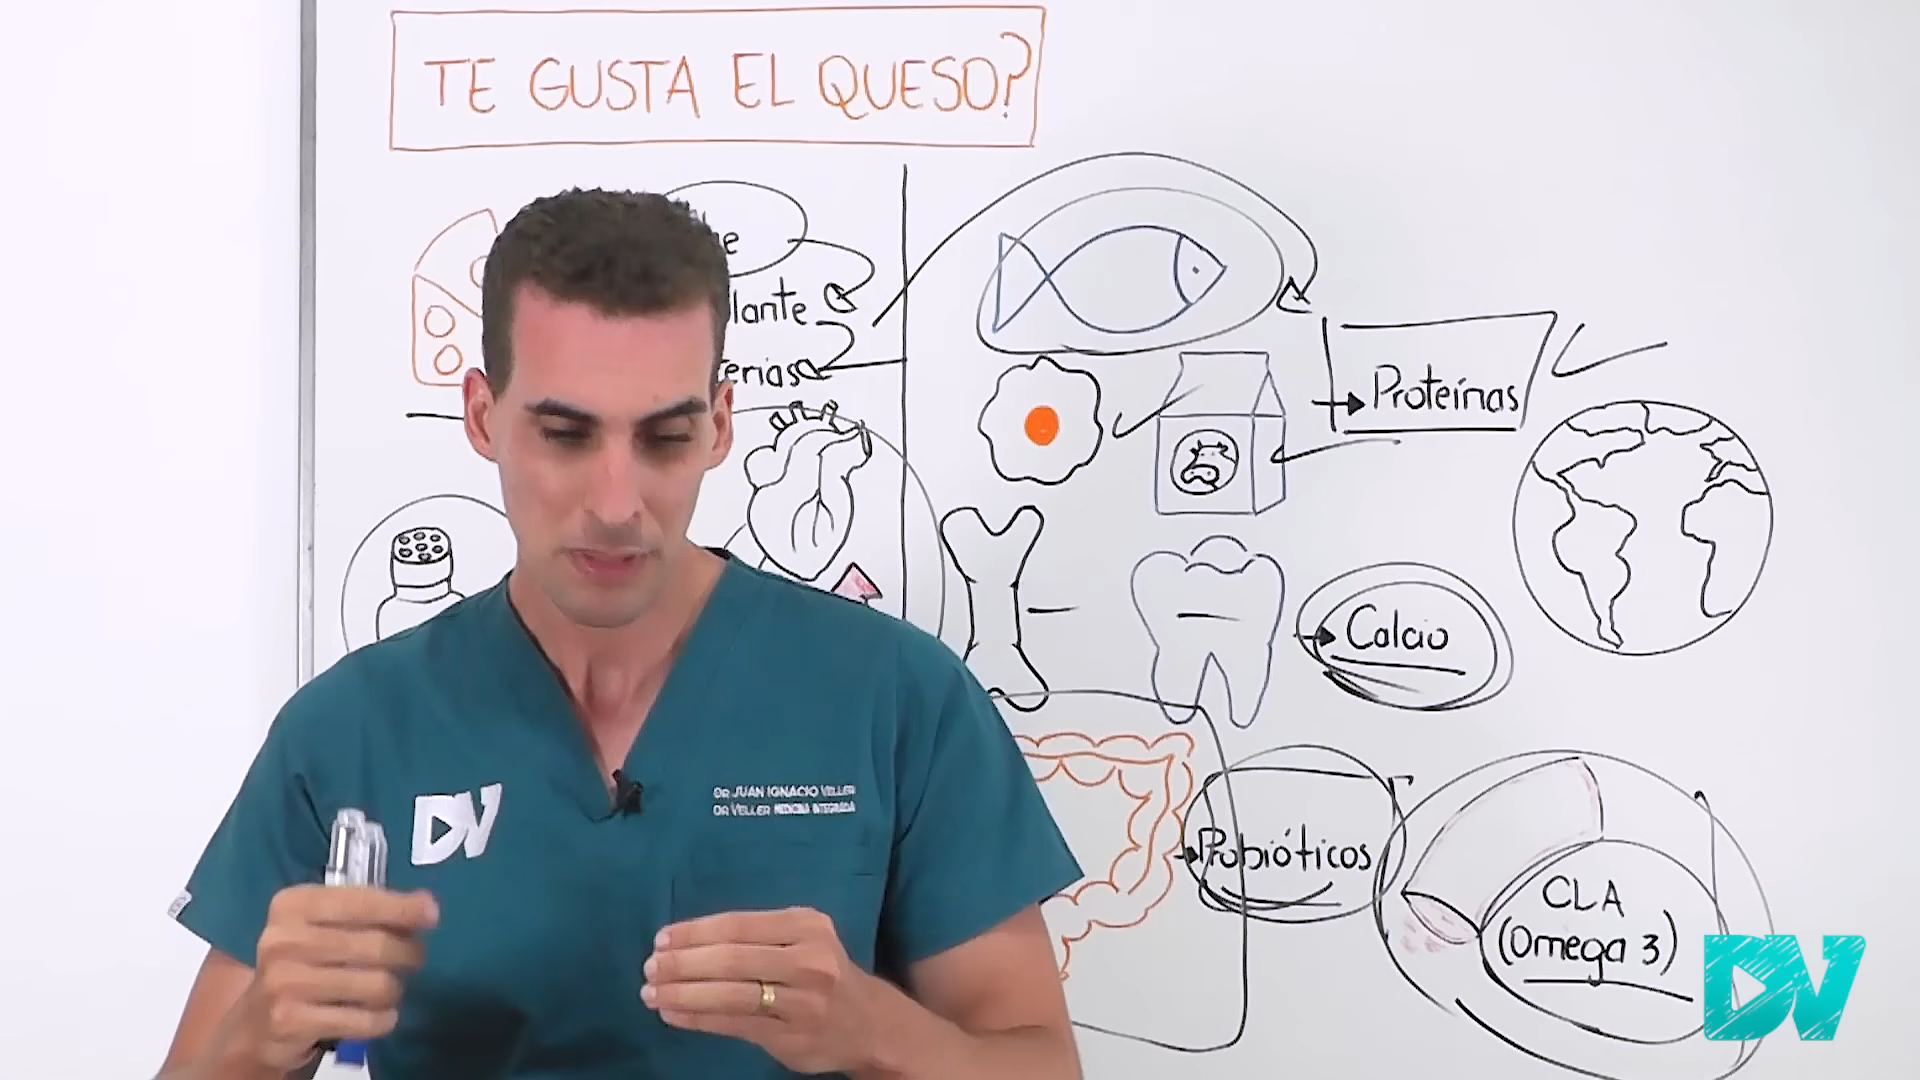 TE GUSTA EL QUESO?
Proteínas
Calcio
Probióticos
CLA
(Omega 3)
DV
DR JUAN IGNACIO VELLER
DR VELLER MEDICINA INTEGRADA
DV